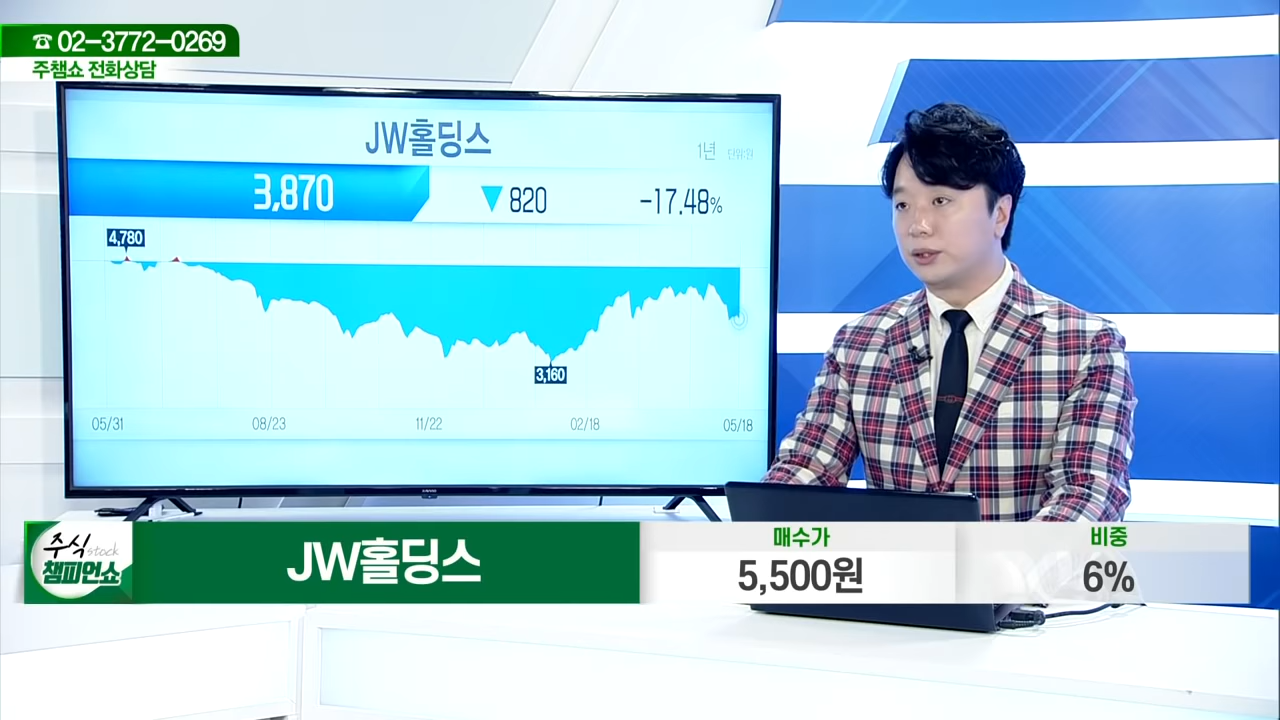 ☎ 02-3772-0269
주챔쇼 전화상담
JW홀딩스
1년 단위:원
3,870 ▼820 -17.48%
4,780
3,160
05/31 08/23 11/22 02/18 05/18
주식 stock
챔피언쇼
JW홀딩스
매수가
5,500원
비중
6%